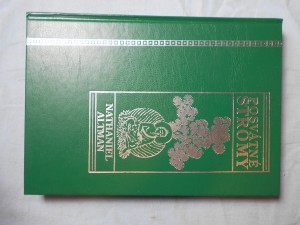 POSVÁTNÉ
STROMY
NATHANIEL
ALTMAN